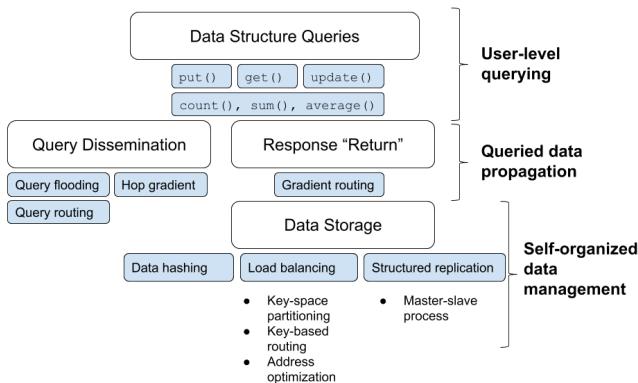 Data Structure Queries
put()
get()
update()
count(), sum(), average()
User-level
querying
Query Dissemination
Response “Return”
Query flooding
Hop gradient
Gradient routing
Query routing
Queried data
propagation
Data Storage
Data hashing
Load balancing
Structured replication
● Key-space
partitioning
● Key-based
routing
● Address
optimization
● Master-slave
process
Self-organized
data
management